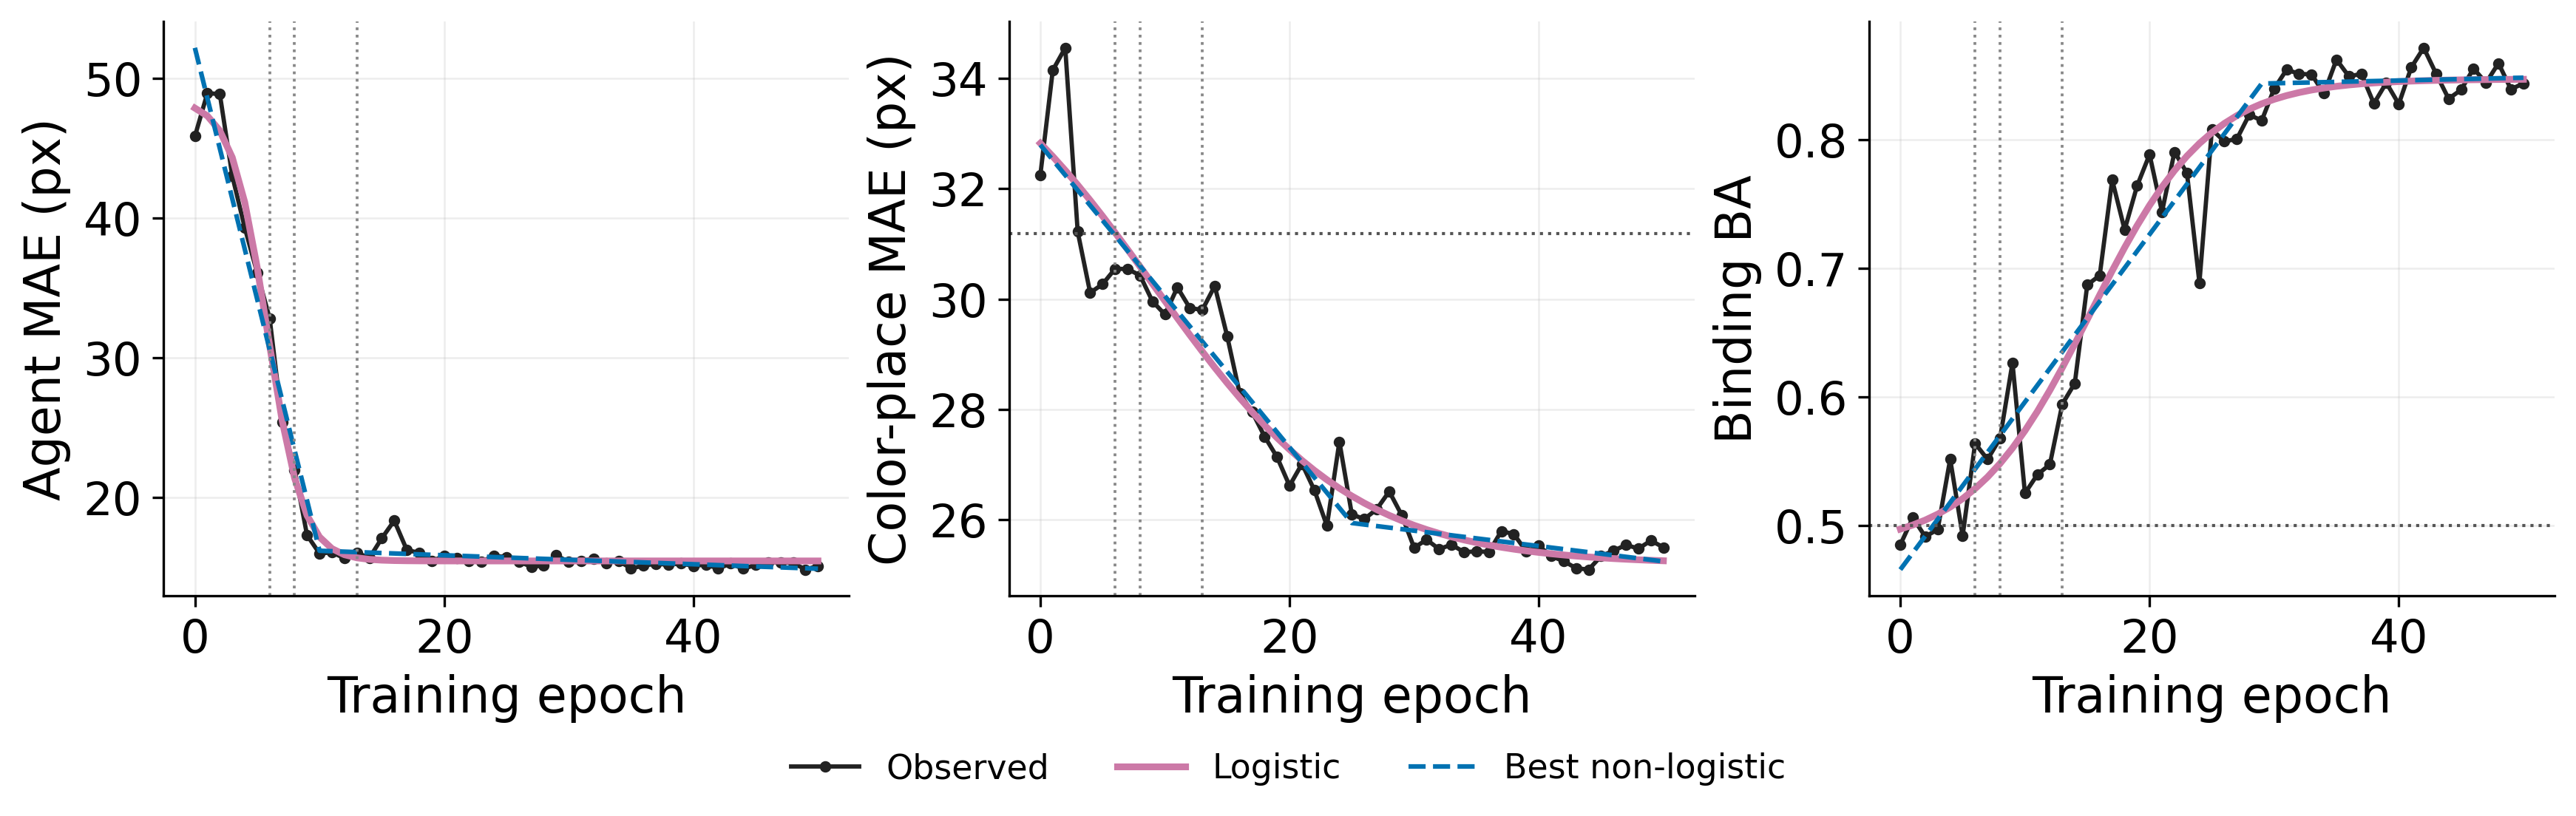 Agent MAE (px)
50
40
30
20
0 20 40
Training epoch
Color-place MAE (px)
34
32
30
28
26
0 20 40
Training epoch
Binding BA
0.8
0.7
0.6
0.5
0 20 40
Training epoch
Observed Logistic Best non-logistic